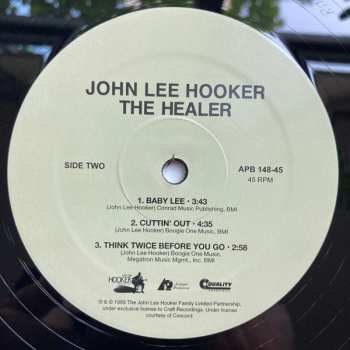 JOHN LEE HOOKER
THE HEALER
SIDE TWO
APB 148-45
45 RPM
1. BABY LEE • 3:43
(John Lee Hooker) Conrad Music Publishing, BMI
2. CUTTIN' OUT • 4:35
(John Lee Hooker) Boogie One Music, BMI
3. THINK TWICE BEFORE YOU GO • 2:58
(John Lee Hooker) Boogie One Music,
Megatron Music Mgmt., Inc. BMI
HOOKER
QUALITY
℗ & © 1989 The John Lee Hooker Family Limited Partnership,
under exclusive license to Craft Recordings. Under license
courtesy of Concord.